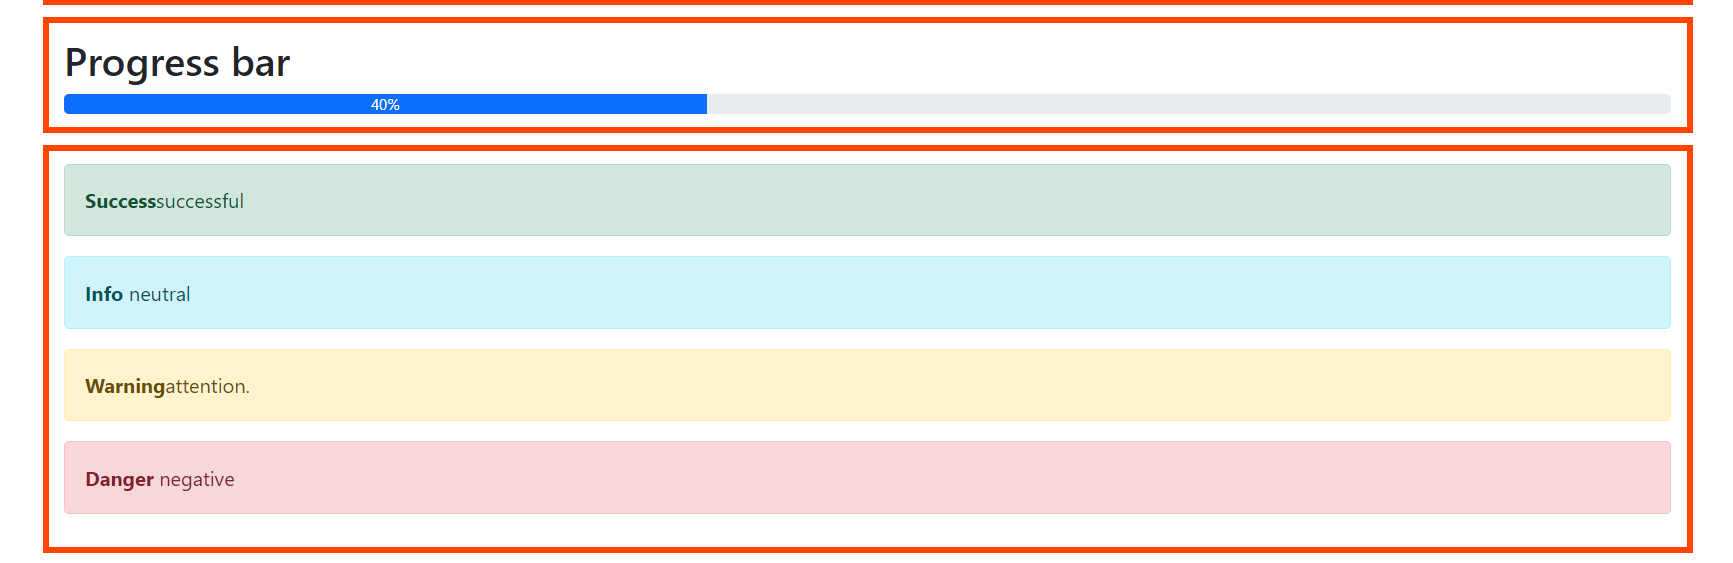 Progress bar
40%
Successsuccessful
Info neutral
Warningattention.
Danger negative